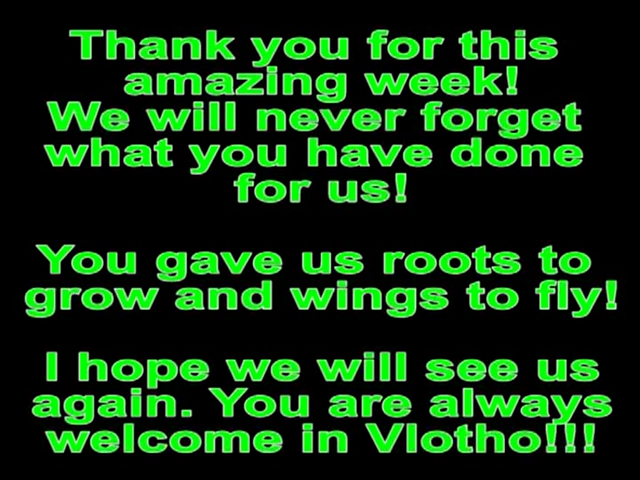 Thank you for this
amazing week!
We will never forget
what you have done
for us!
You gave us roots to
grow and wings to fly!
I hope we will see us
again. You are always
welcome in Vlotho!!!